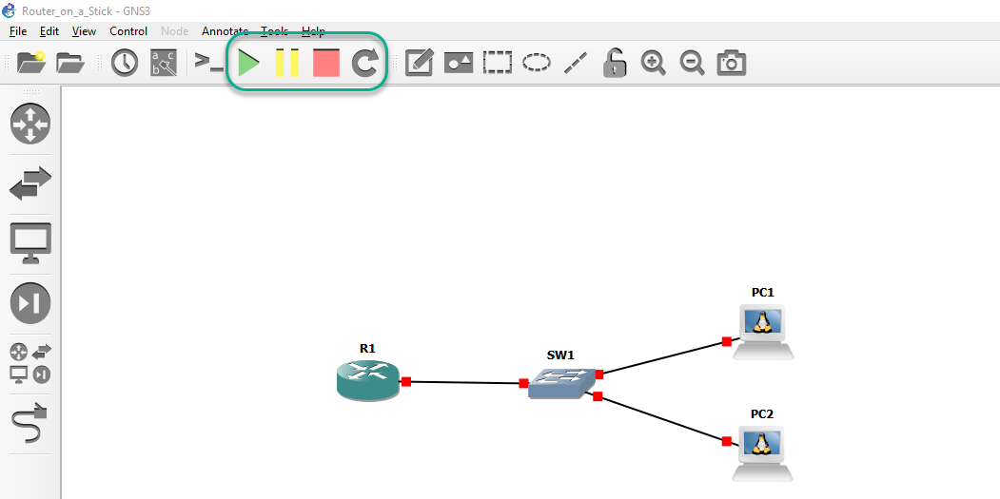 Router_on_a_Stick - GNS3
File Edit View Control Node Annotate Tools Help
a c
b
PC1
R1
SW1
PC2